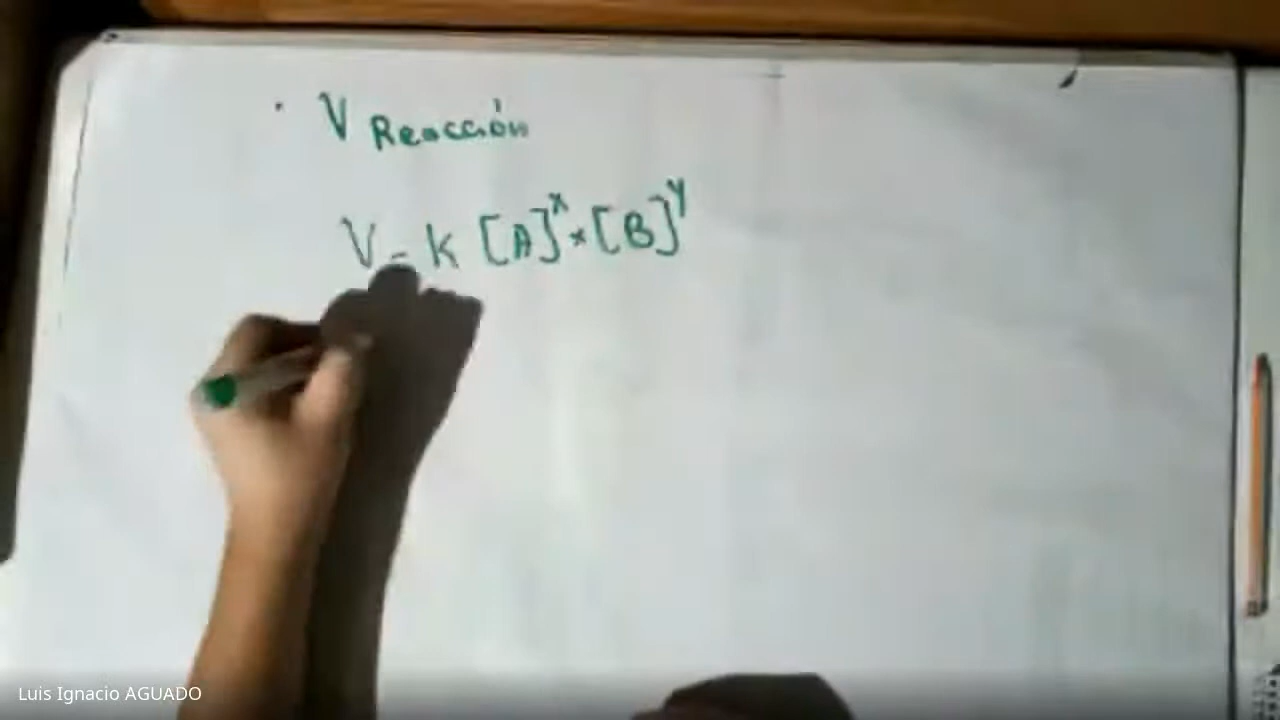 V Reacción
V = K [A]^x * [B]^y
Luis Ignacio AGUADO